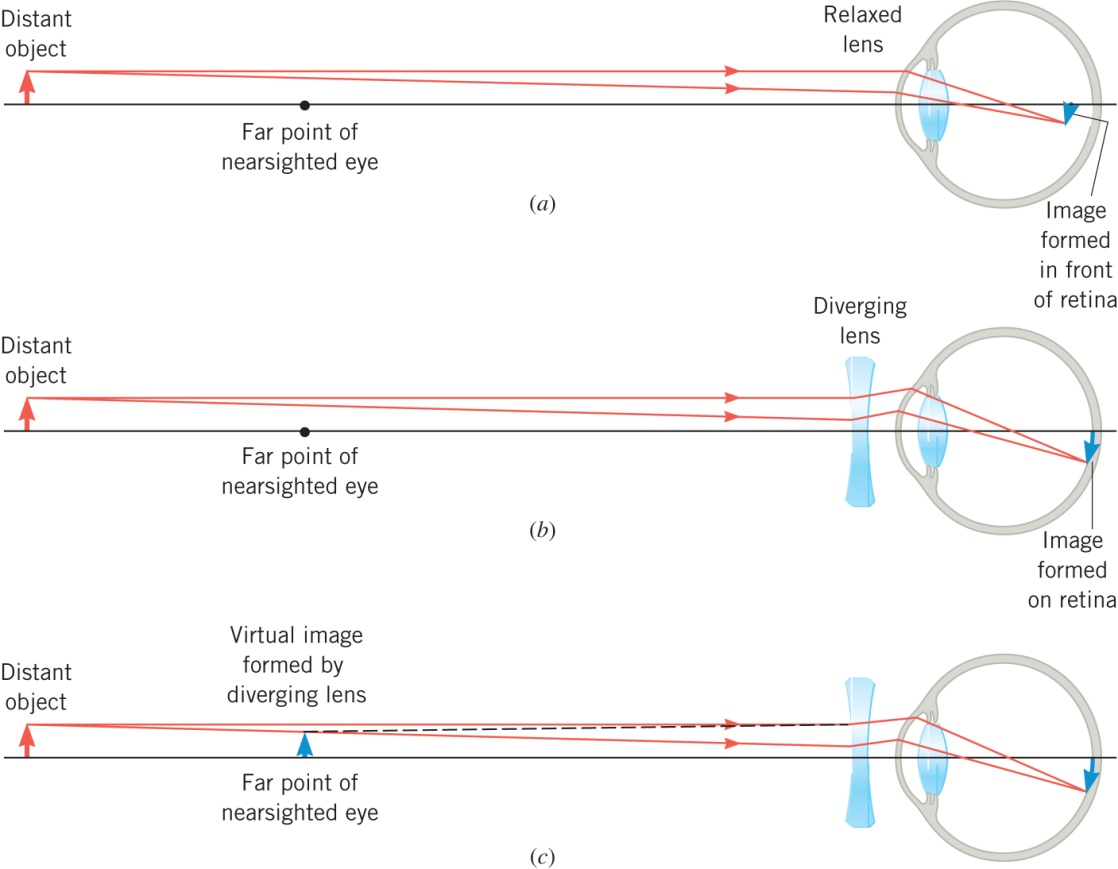 Distant
object
Relaxed
lens
Far point of
nearsighted eye
(a)
Image
formed
in front
of retina
Diverging
lens
Distant
object
Far point of
nearsighted eye
(b)
Image
formed
on retina
Virtual image
formed by
diverging lens
Distant
object
Far point of
nearsighted eye
(c)